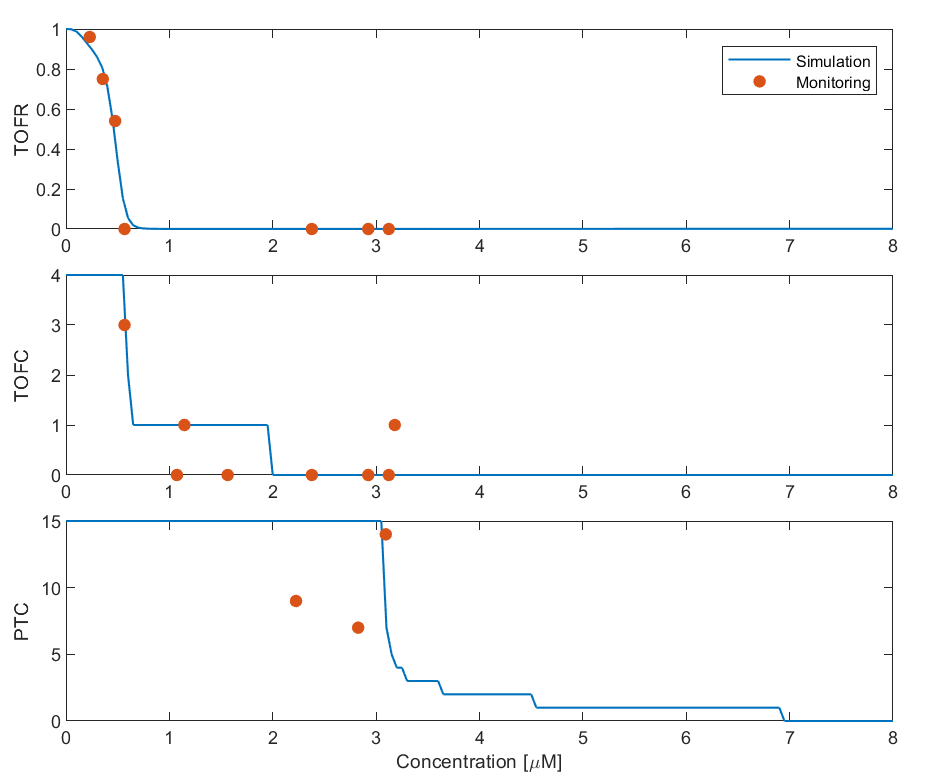 1
0.8
0.6
0.4
0.2
0
TOFR
Simulation
Monitoring
0 1 2 3 4 5 6 7 8
4
3
2
1
0
TOFC
0 1 2 3 4 5 6 7 8
15
10
5
0
PTC
0 1 2 3 4 5 6 7 8
Concentration [μM]